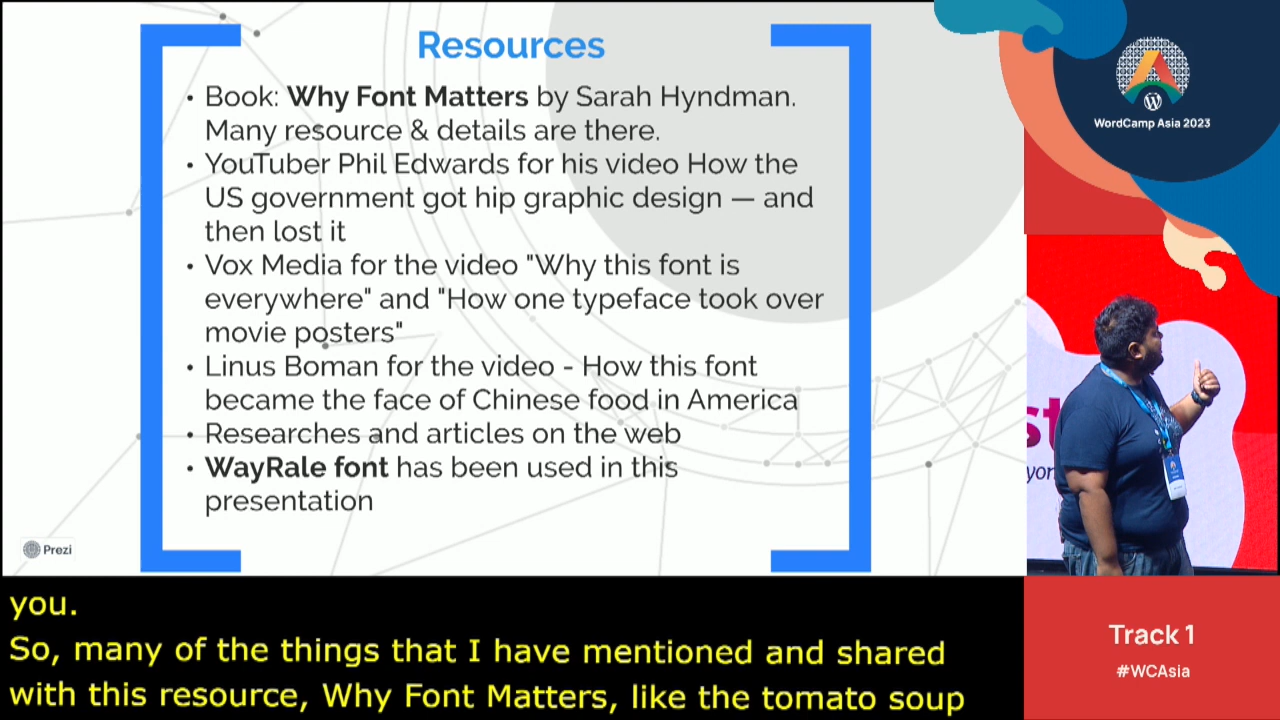 Resources
• Book: Why Font Matters by Sarah Hyndman.
Many resource & details are there.
• YouTuber Phil Edwards for his video How the
US government got hip graphic design — and
then lost it
• Vox Media for the video "Why this font is
everywhere" and "How one typeface took over
movie posters"
• Linus Boman for the video - How this font
became the face of Chinese food in America
• Researches and articles on the web
• WayRale font has been used in this
presentation
Prezi
WordCamp Asia 2023
st
yor
you.
So, many of the things that I have mentioned and shared
with this resource, Why Font Matters, like the tomato soup
Track 1
#WCAsia